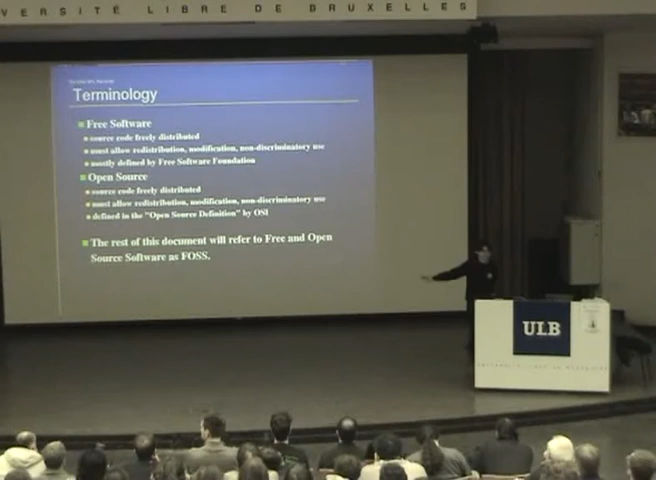 VERSITÉ LIBRE DE BRUXELLES
Terminology
Free Software
source code freely distributed
must allow redistribution, modification, non-discriminatory use
mostly defined by Free Software Foundation
Open Source
source code freely distributed
must allow redistribution, modification, non-discriminatory use
defined in the "Open Source Definition" by OSI
The rest of this document will refer to Free and Open
Source Software as FOSS.
ULB